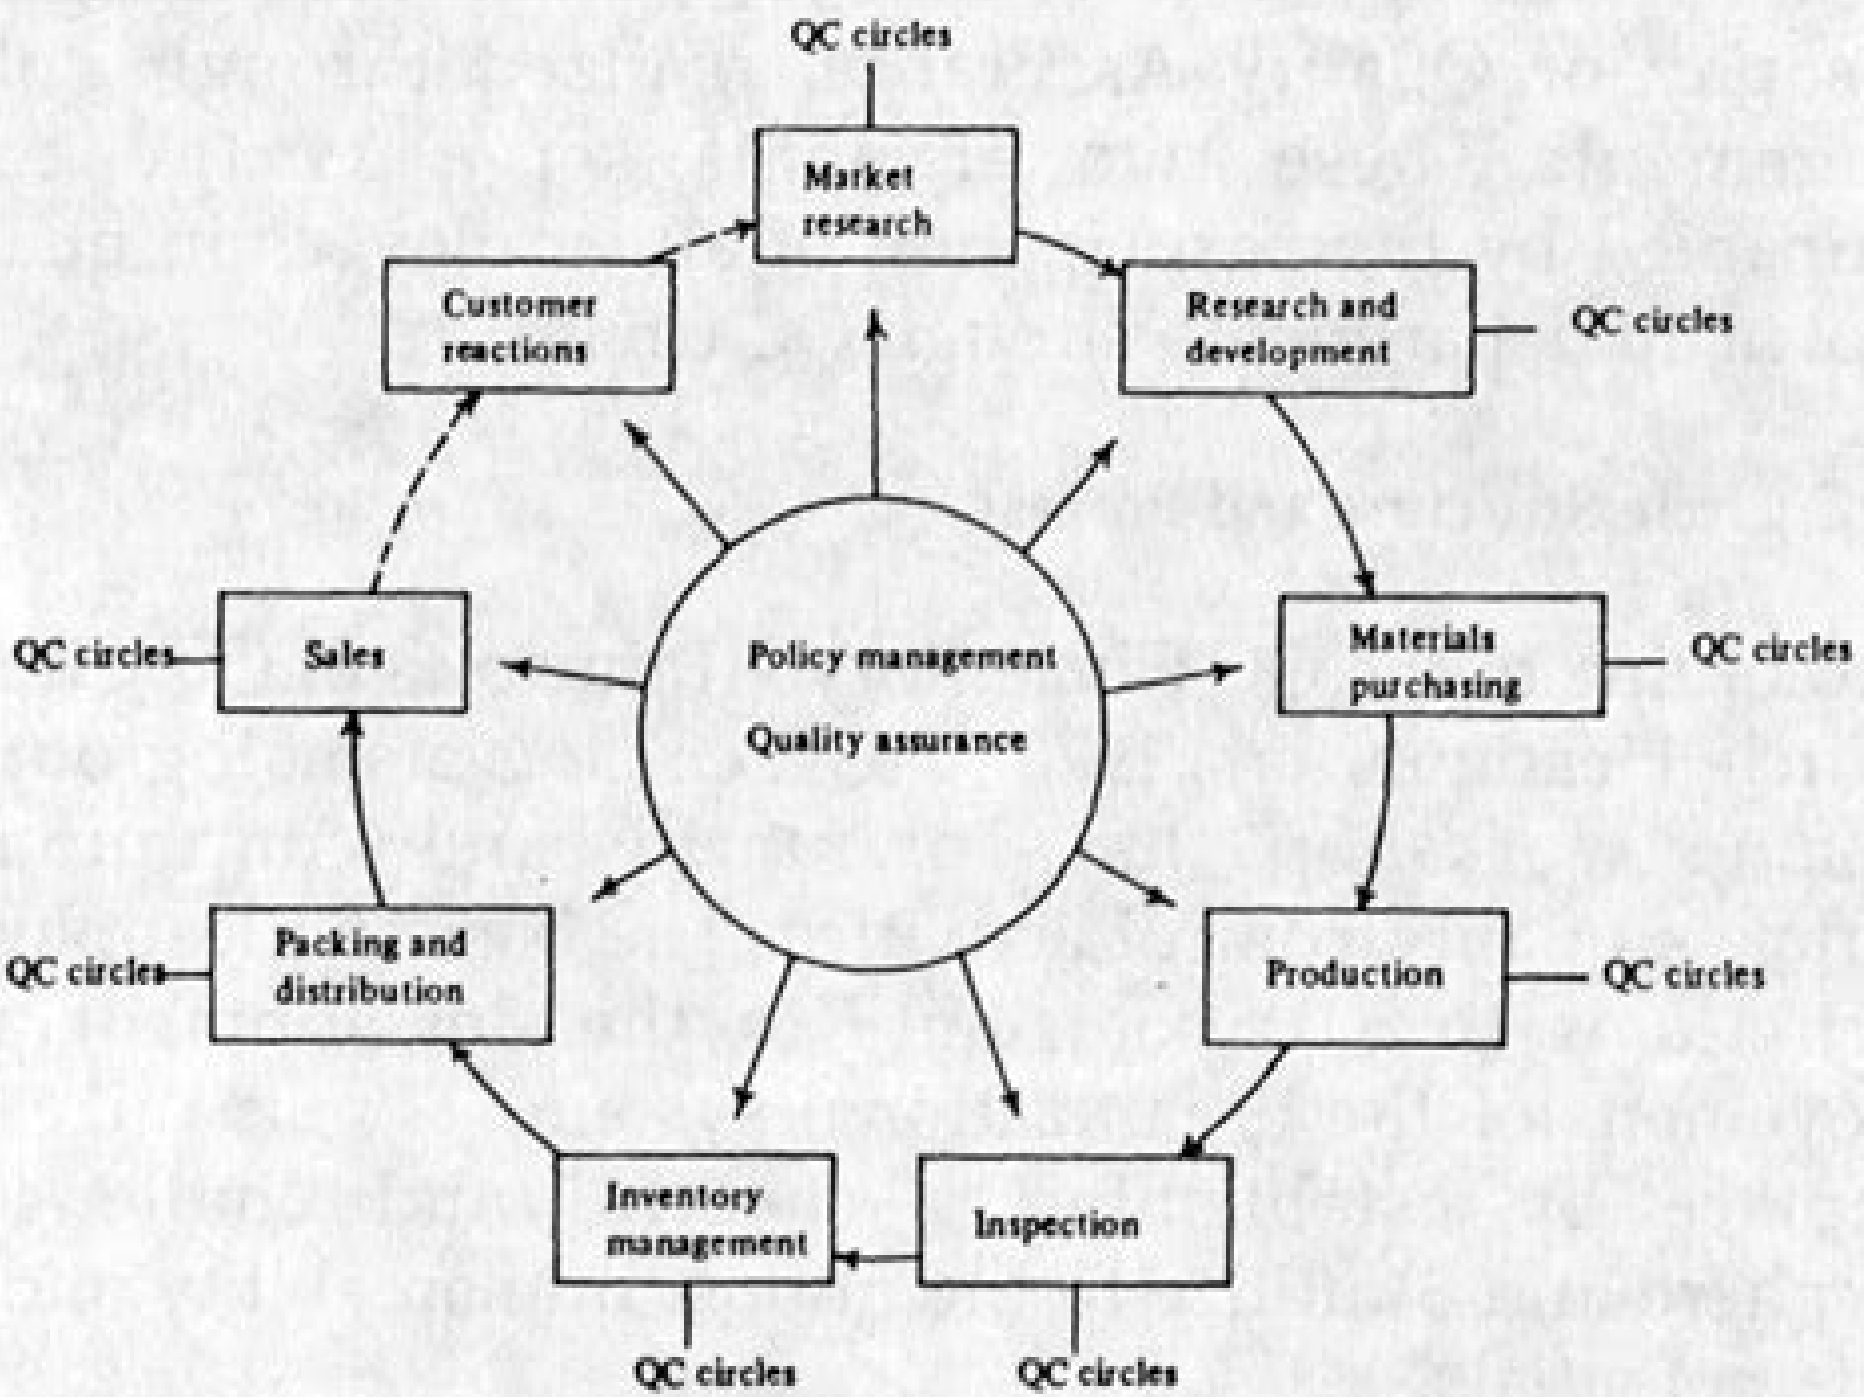 QC circles
Market
research
Customer
reactions
Research and
development
QC circles
QC circles
Sales
Policy management
Quality assurance
Materials
purchasing
QC circles
QC circles
Packing and
distribution
Production
QC circles
Inventory
management
Inspection
QC circles
QC circles